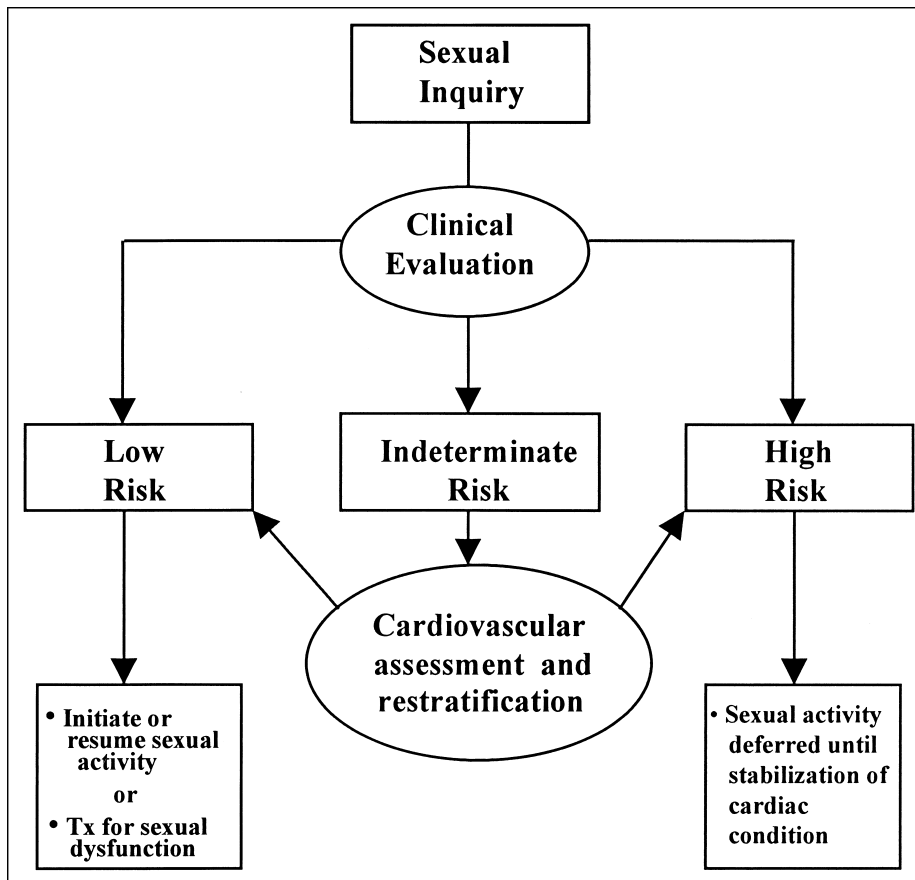 Sexual
Inquiry
Clinical
Evaluation
Low
Risk
Indeterminate
Risk
High
Risk
Cardiovascular
assessment and
restratification
• Initiate or
resume sexual
activity
or
• Tx for sexual
dysfunction
• Sexual activity
deferred until
stabilization of
cardiac
condition